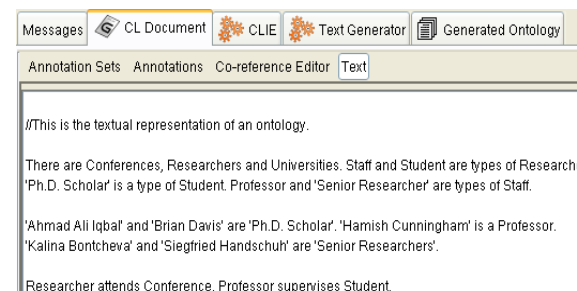 Messages CL Document CLIE Text Generator Generated Ontology
Annotation Sets Annotations Co-reference Editor Text
//This is the textual representation of an ontology.
There are Conferences, Researchers and Universities. Staff and Student are types of Research
'Ph.D. Scholar' is a type of Student. Professor and 'Senior Researcher' are types of Staff.
'Ahmad Ali Iqbal' and 'Brian Davis' are 'Ph.D. Scholar'. 'Hamish Cunningham' is a Professor.
'Kalina Bontcheva' and 'Siegfried Handschuh' are 'Senior Researchers'.
Researcher attends Conference. Professor supervises Student.